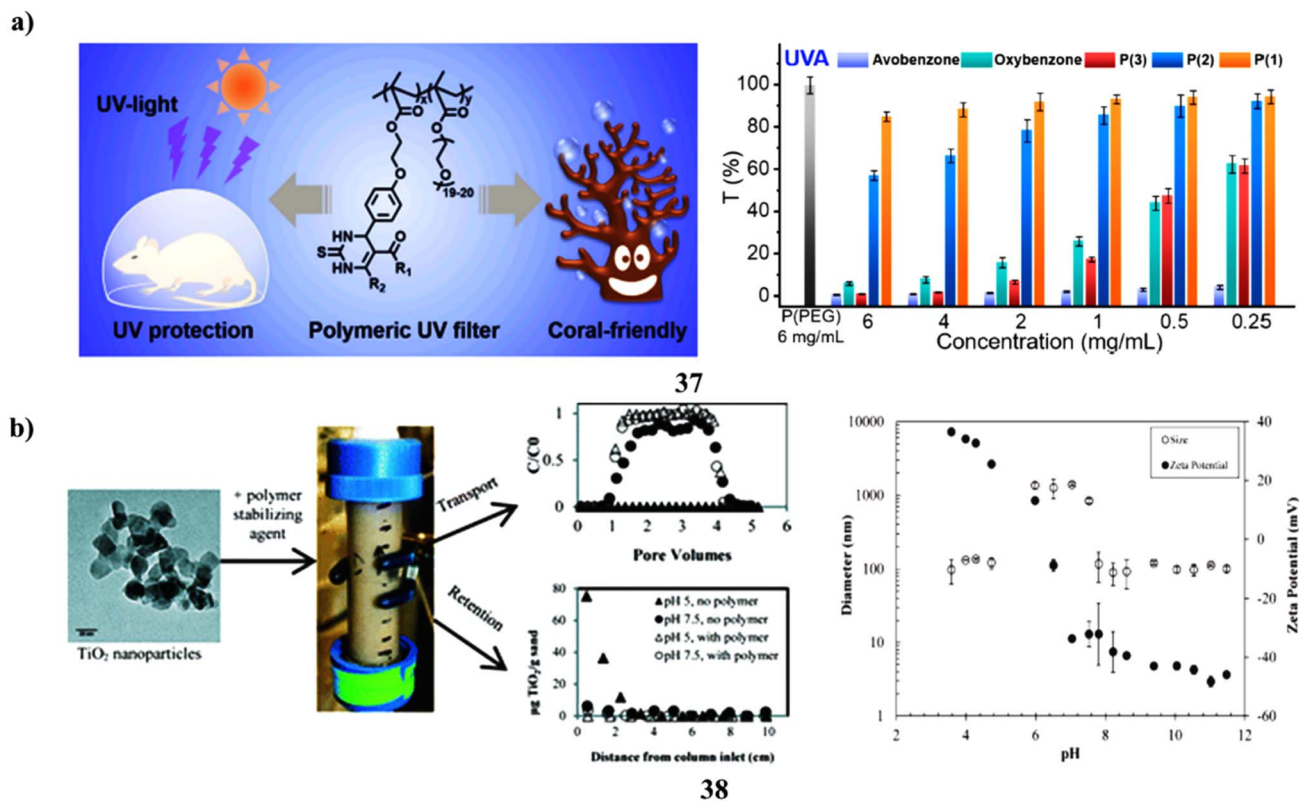 a)
UV-light
UV protection
Polymeric UV filter
Coral-friendly
O
O
x
y
O
O
O
O
O
19-20
HN
S
HN
O
R₁
R₂
UVA
Avobenzone
Oxybenzone
P(3)
P(2)
P(1)
T (%)
100
80
60
40
20
0
P(PEG)
6 mg/mL
6
4
2
1
0.5
0.25
Concentration (mg/mL)
37
b)
TiO₂ nanoparticles
+ polymer
stabilizing
agent
Transport
Retention
C/C0
1
0.5
0
0
1
2
3
4
5
6
Pore Volumes
µg TiO₂/g sand
80
60
40
20
0
pH 5, no polymer
pH 7.5, no polymer
pH 5, with polymer
pH 7.5, with polymer
0
2
4
6
8
10
Distance from column inlet (cm)
Diameter (nm)
10000
1000
100
10
1
Size
Zeta Potential
40
20
0
-20
-40
-60
Zeta Potential (mV)
2
4
6
8
10
12
pH
38